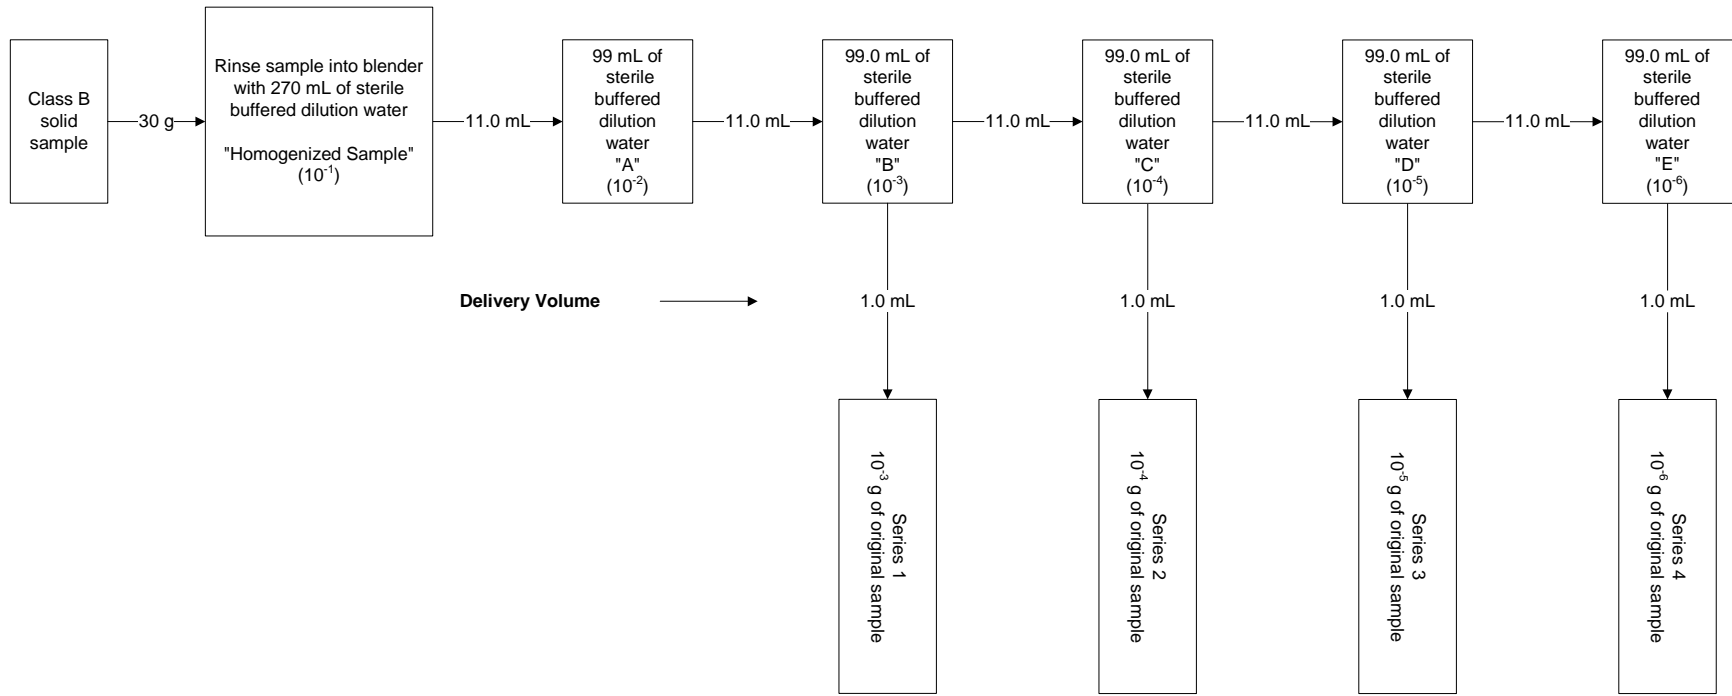 Class B
solid
sample
30 g
Rinse sample into blender
with 270 mL of sterile
buffered dilution water
"Homogenized Sample"
(10⁻¹)
11.0 mL
99 mL of
sterile
buffered
dilution
water
"A"
(10⁻²)
11.0 mL
99.0 mL of
sterile
buffered
dilution
water
"B"
(10⁻³)
11.0 mL
99.0 mL of
sterile
buffered
dilution
water
"C"
(10⁻⁴)
11.0 mL
99.0 mL of
sterile
buffered
dilution
water
"D"
(10⁻⁵)
11.0 mL
99.0 mL of
sterile
buffered
dilution
water
"E"
(10⁻⁶)
Delivery Volume
1.0 mL
1.0 mL
1.0 mL
1.0 mL
Series 1
10⁻³ g of original sample
Series 2
10⁻⁴ g of original sample
Series 3
10⁻⁵ g of original sample
Series 4
10⁻⁶ g of original sample